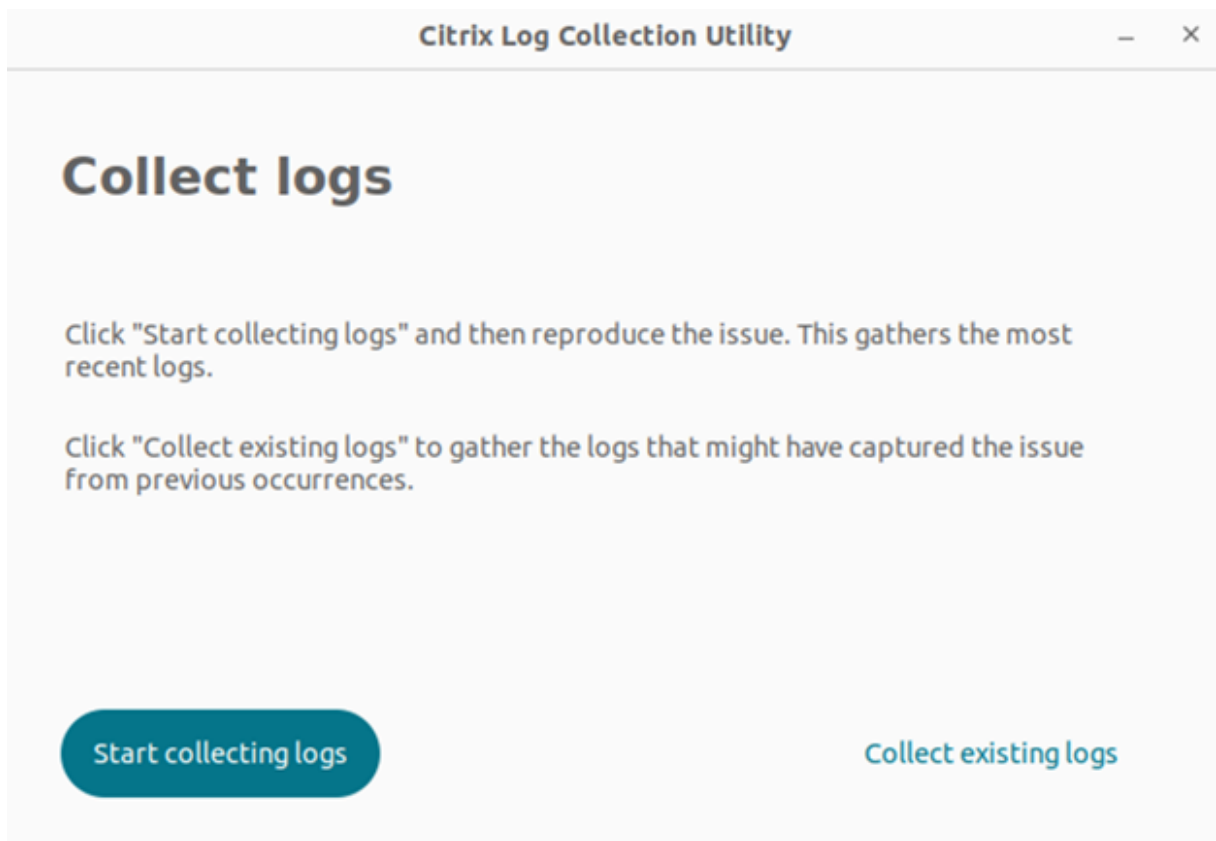 Citrix Log Collection Utility
Collect logs
Click "Start collecting logs" and then reproduce the issue. This gathers the most
recent logs.
Click "Collect existing logs" to gather the logs that might have captured the issue
from previous occurrences.
Start collecting logs
Collect existing logs